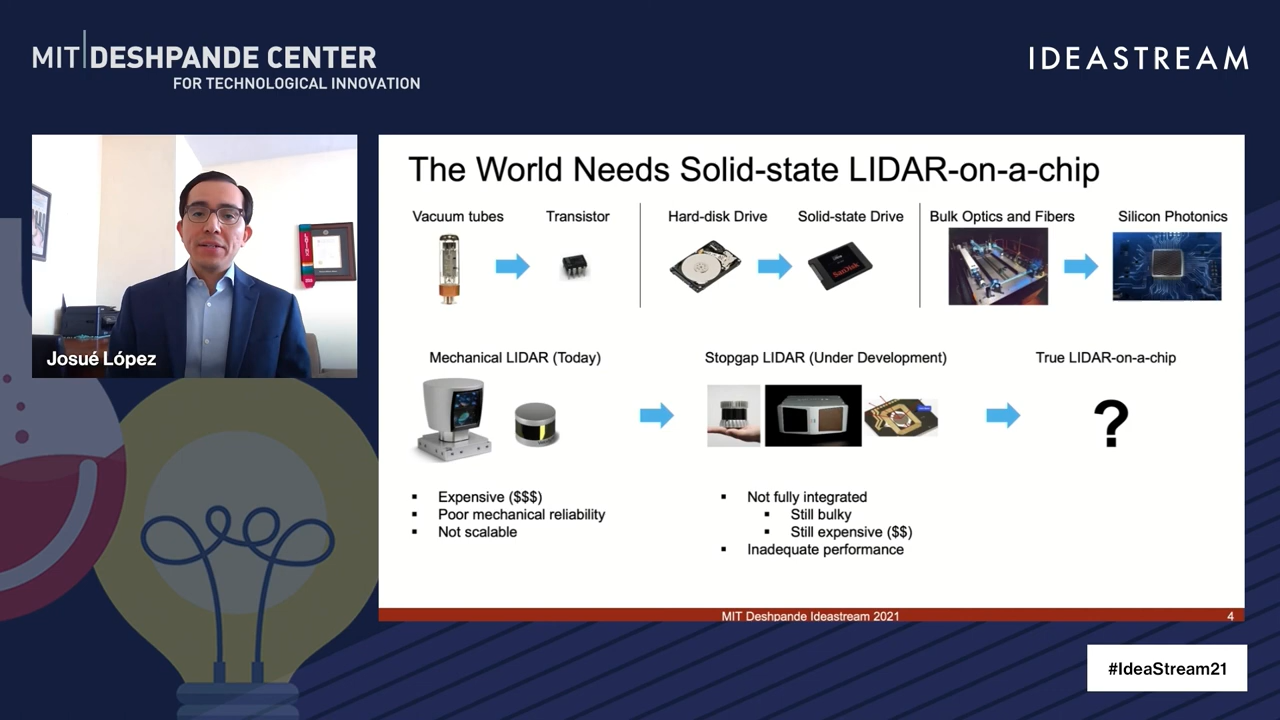 MIT DESHPANDE CENTER
FOR TECHNOLOGICAL INNOVATION
IDEASTREAM
Josué López
The World Needs Solid-state LIDAR-on-a-chip
Vacuum tubes
Transistor
Hard-disk Drive
Solid-state Drive
Bulk Optics and Fibers
Silicon Photonics
SanDisk
Mechanical LIDAR (Today)
Stopgap LIDAR (Under Development)
True LIDAR-on-a-chip
?
▪ Expensive ($$$)
▪ Poor mechanical reliability
▪ Not scalable
▪ Not fully integrated
▪ Still bulky
▪ Still expensive ($$)
▪ Inadequate performance
MIT Deshpande Ideastream 2021
4
#IdeaStream21